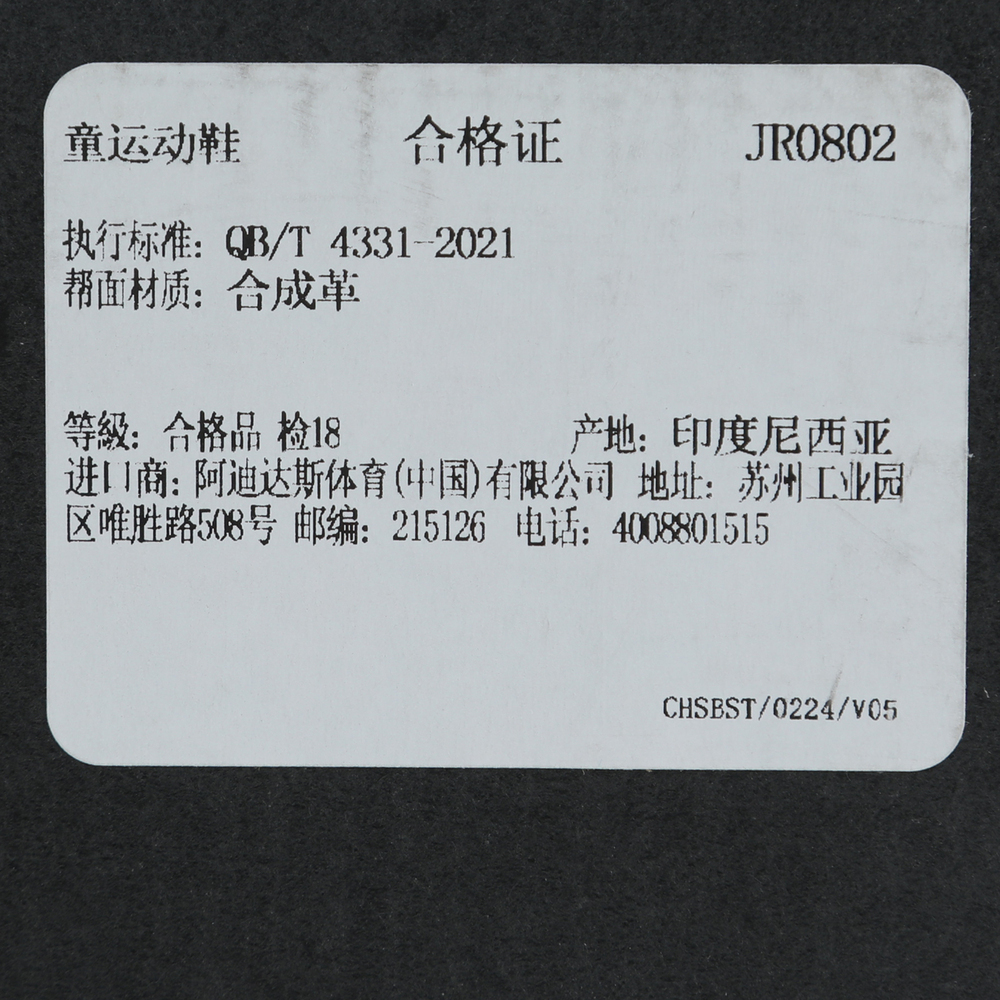 童运动鞋 合格证 JR0802
执行标准: QB/T 4331-2021
帮面材质: 合成革
等級: 合格品 检18 产地: 印度尼西亚
进口商: 阿迪达斯体育(中国)有限公司 地址: 苏州工业园
区唯胜路508号 邮编: 215126 电话: 4008801515
CHSBST/0224/V05